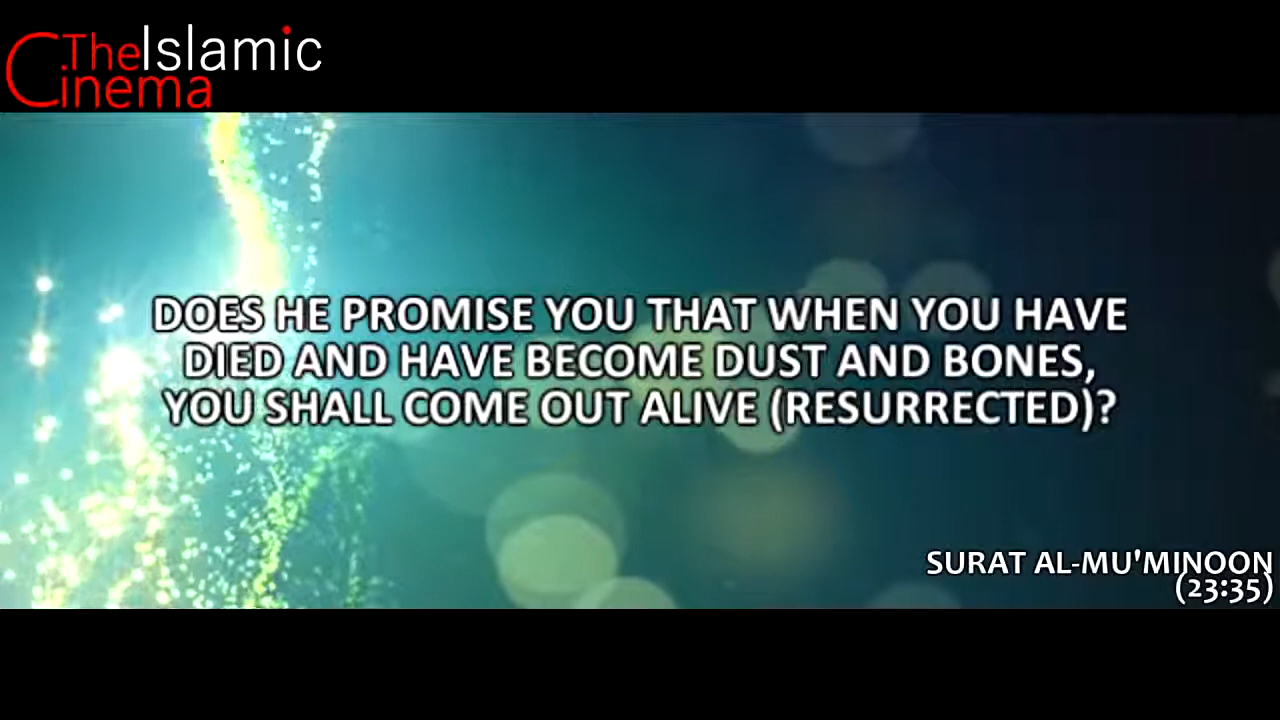 TheIslamic
Cinema
DOES HE PROMISE YOU THAT WHEN YOU HAVE
DIED AND HAVE BECOME DUST AND BONES,
YOU SHALL COME OUT ALIVE (RESURRECTED)?
SURAT AL-MU'MINOON
(23:35)